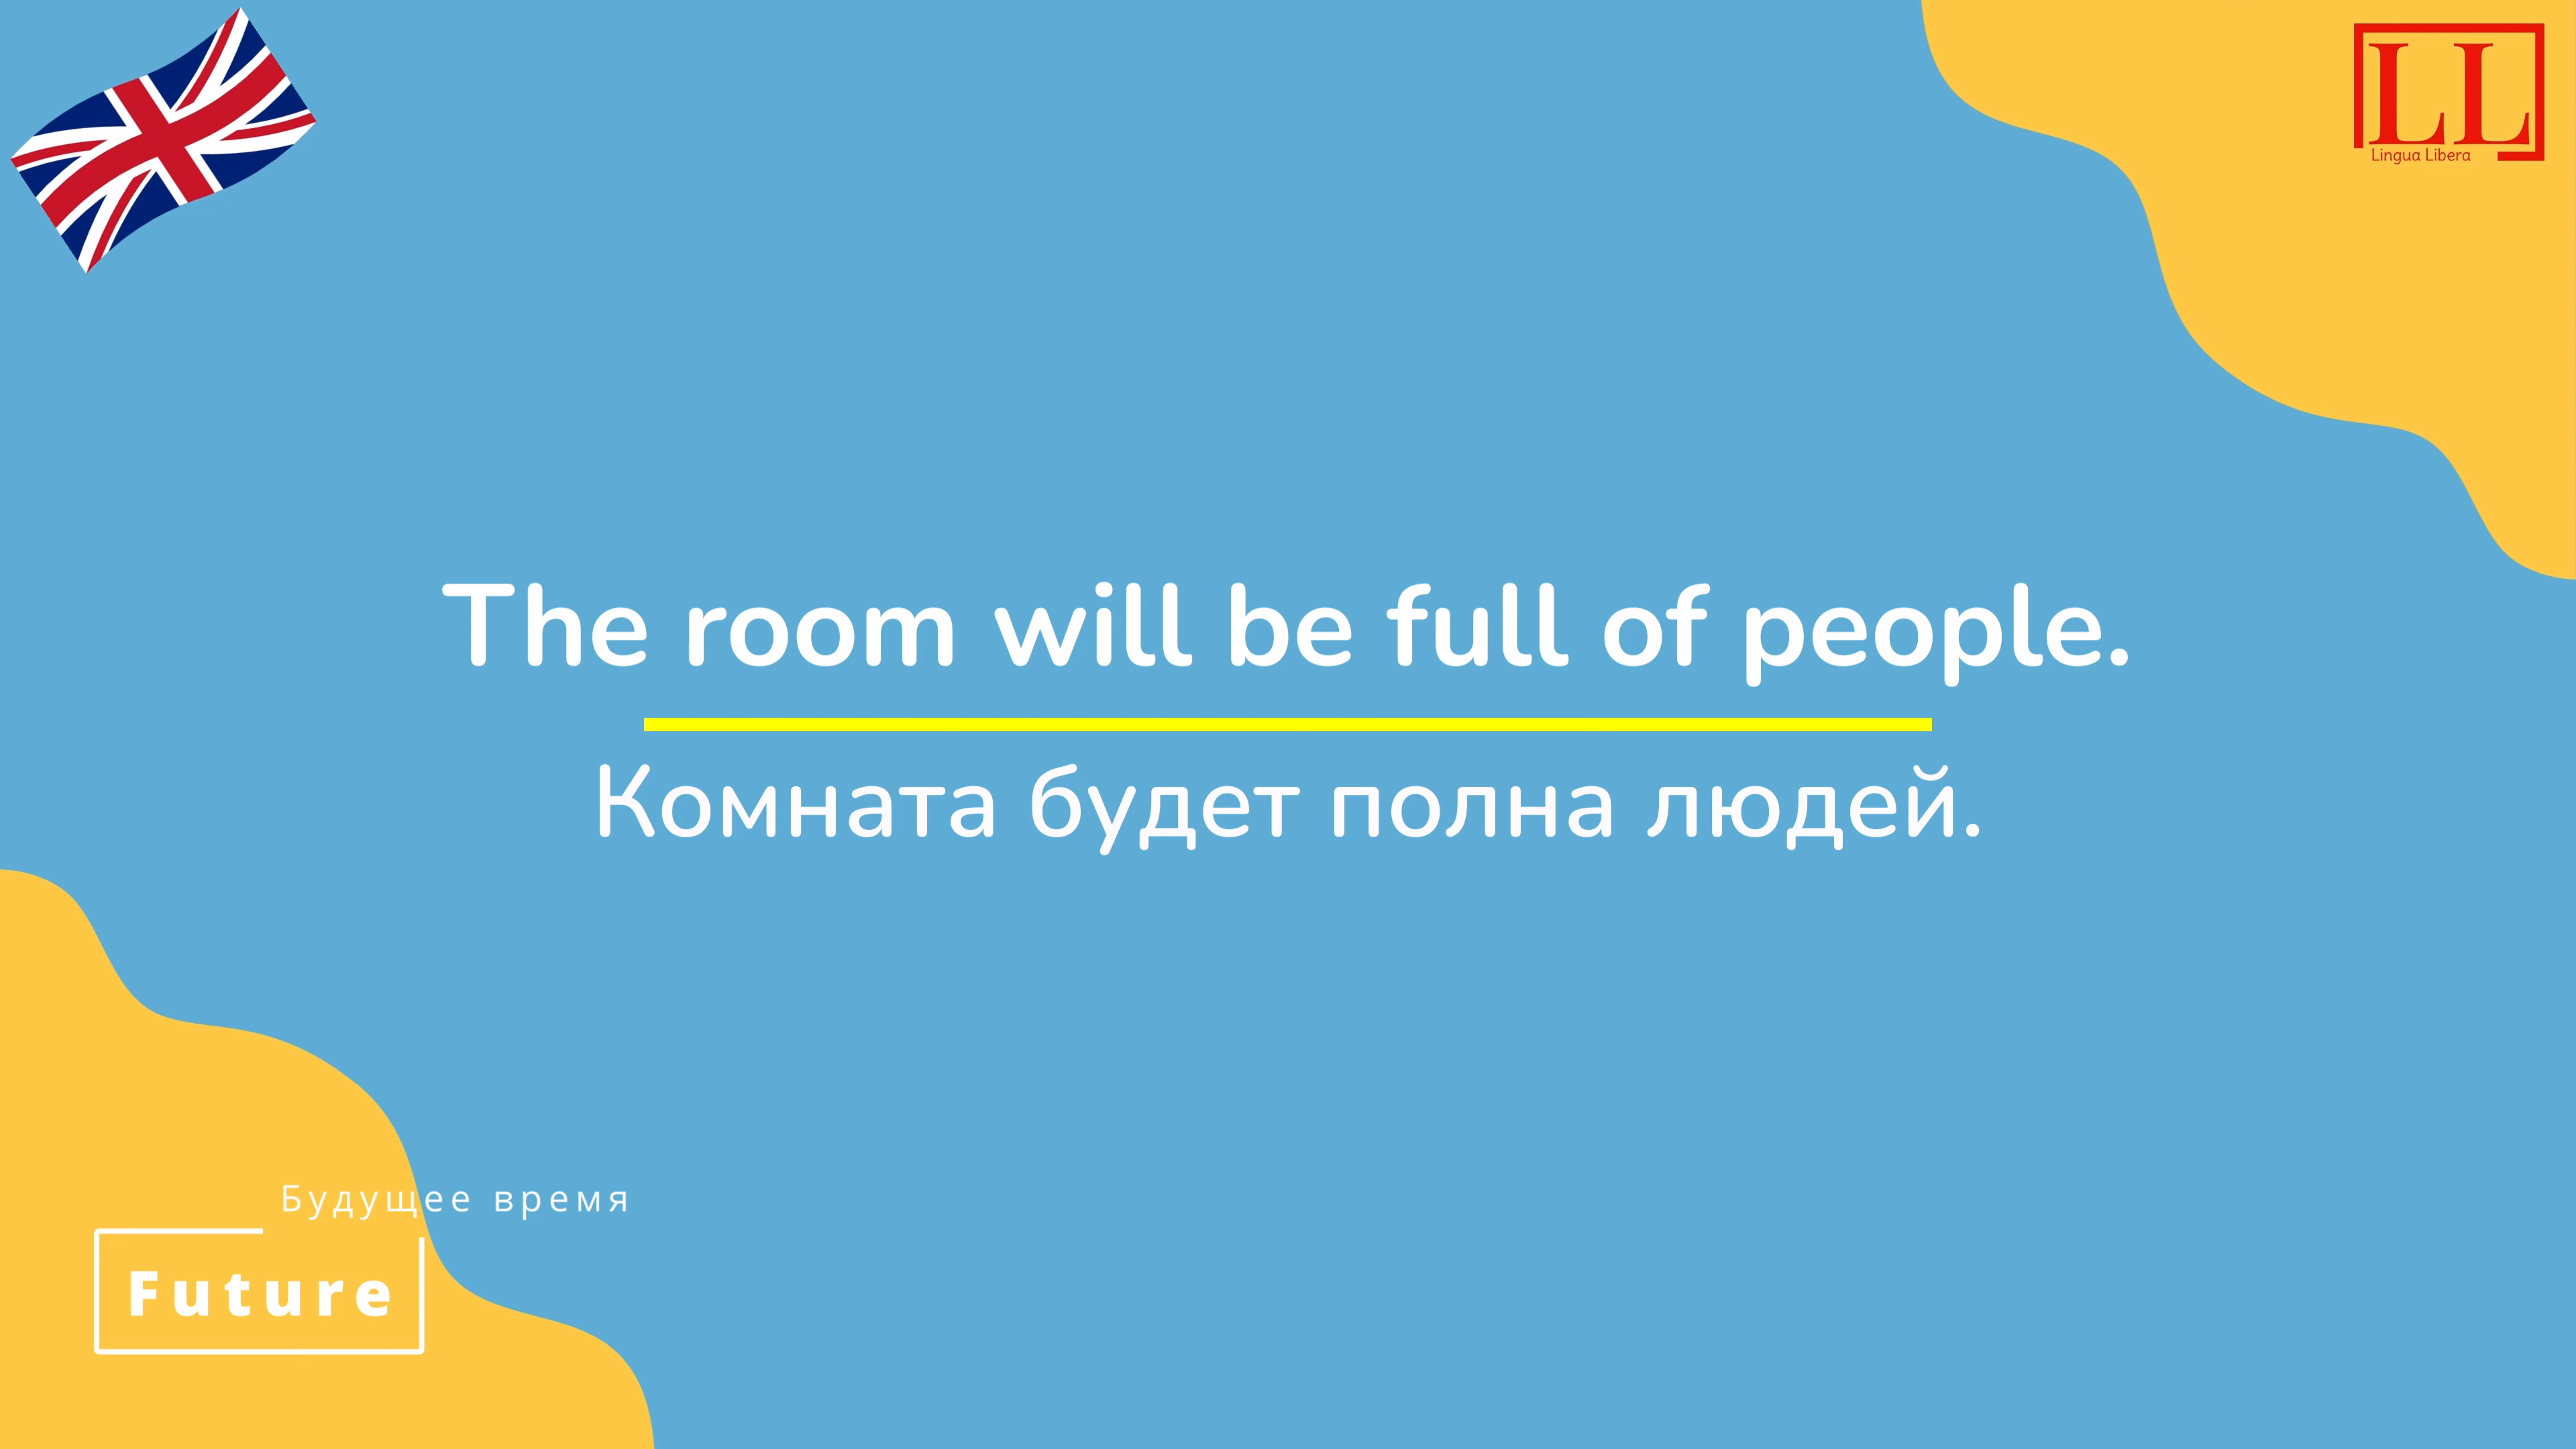 LL
Lingua Libera
The room will be full of people.
Комната будет полна людей.
Будущее время
Future